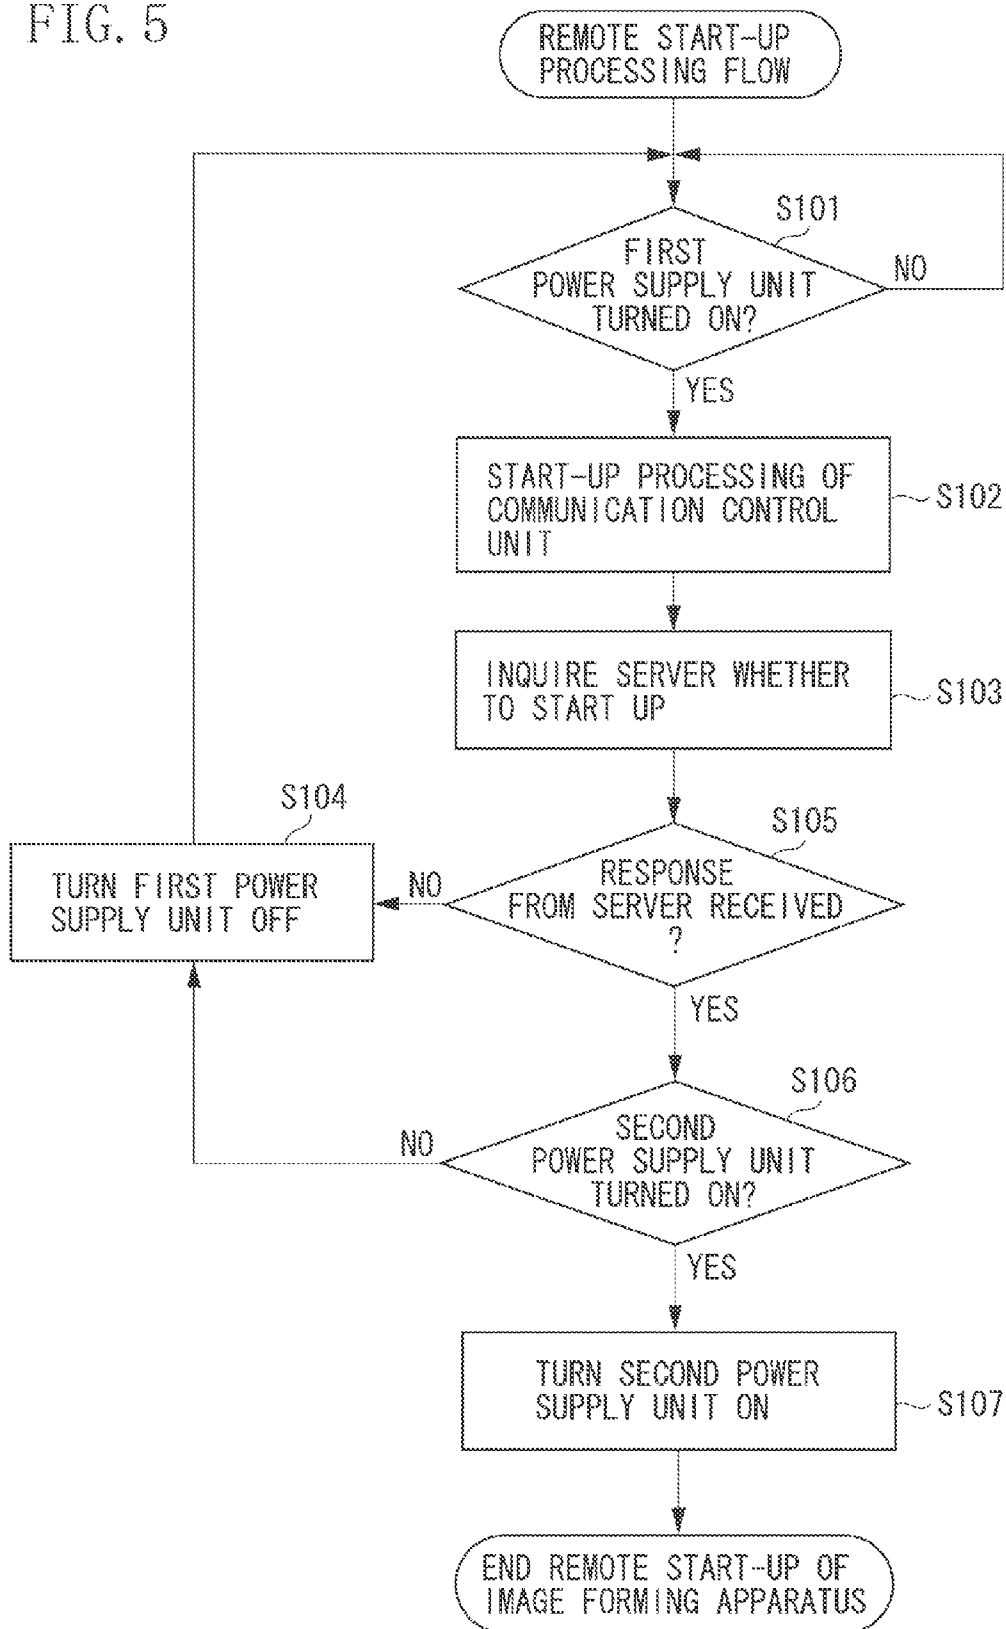 FIG. 5
REMOTE START-UP
PROCESSING FLOW
S101
FIRST
POWER SUPPLY UNIT
TURNED ON?
NO
YES
START-UP PROCESSING OF
COMMUNICATION CONTROL
UNIT
S102
INQUIRE SERVER WHETHER
TO START UP
S103
S104
TURN FIRST POWER
SUPPLY UNIT OFF
NO
S105
RESPONSE
FROM SERVER RECEIVED
?
YES
S106
NO
SECOND
POWER SUPPLY UNIT
TURNED ON?
YES
TURN SECOND POWER
SUPPLY UNIT ON
S107
END REMOTE START-UP OF
IMAGE FORMING APPARATUS